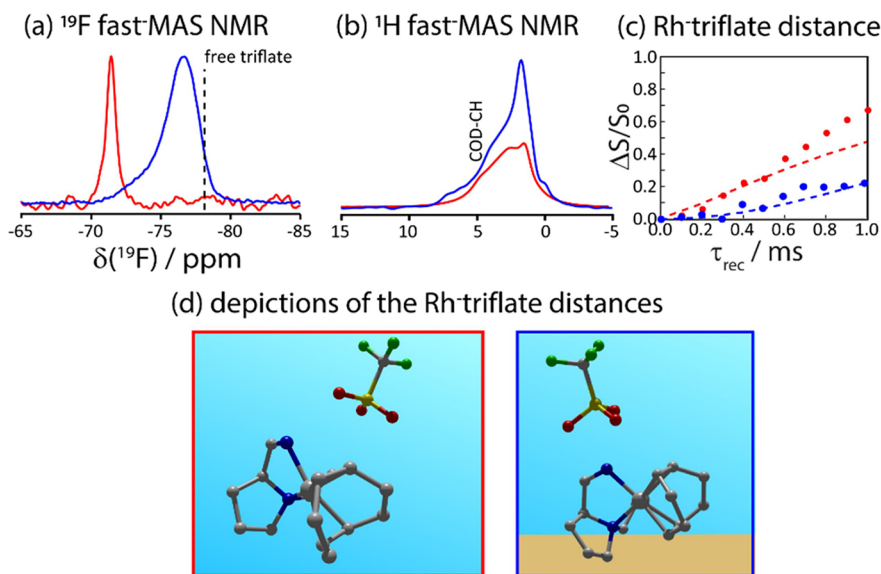 (a) ¹⁹F fast-MAS NMR
free triflate
-65 -70 -75 -80 -85
δ(¹⁹F) / ppm
(b) ¹H fast-MAS NMR
COD-CH
15 10 5 0 -5
(c) Rh-triflate distance
1.0
0.8
0.6
0.4
0.2
0.0
ΔS/S₀
0.0 0.2 0.4 0.6 0.8 1.0
τrec / ms
(d) depictions of the Rh-triflate distances